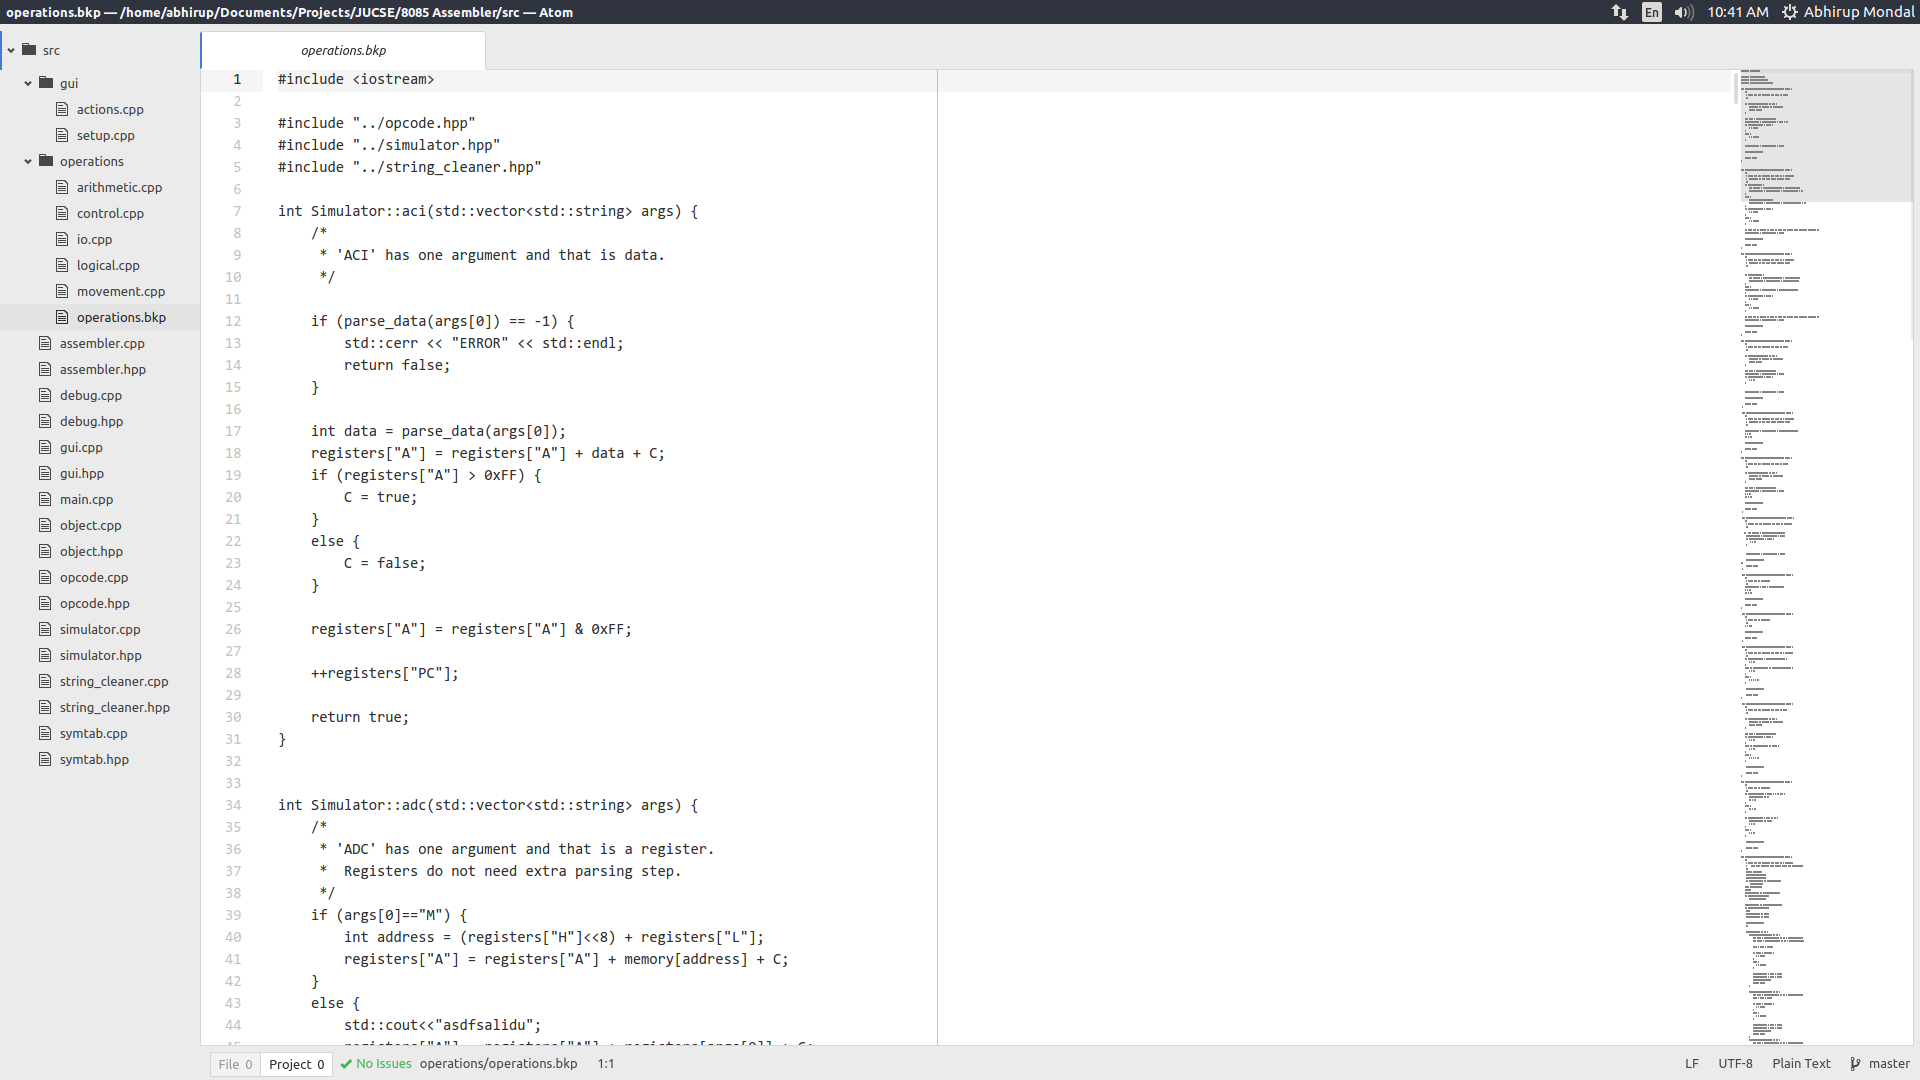 operations.bkp — /home/abhirup/Documents/Projects/JUCSE/8085 Assembler/src — Atom
En
10:41 AM
Abhirup Mondal
src
gui
actions.cpp
setup.cpp
operations
arithmetic.cpp
control.cpp
io.cpp
logical.cpp
movement.cpp
operations.bkp
assembler.cpp
assembler.hpp
debug.cpp
debug.hpp
gui.cpp
gui.hpp
main.cpp
object.cpp
object.hpp
opcode.cpp
opcode.hpp
simulator.cpp
simulator.hpp
string_cleaner.cpp
string_cleaner.hpp
symtab.cpp
symtab.hpp
operations.bkp
1 #include <iostream>
2
3 #include "../opcode.hpp"
4 #include "../simulator.hpp"
5 #include "../string_cleaner.hpp"
6
7 int Simulator::aci(std::vector<std::string> args) {
8     /*
9      * 'ACI' has one argument and that is data.
10      */
11
12     if (parse_data(args[0]) == -1) {
13         std::cerr << "ERROR" << std::endl;
14         return false;
15     }
16
17     int data = parse_data(args[0]);
18     registers["A"] = registers["A"] + data + C;
19     if (registers["A"] > 0xFF) {
20         C = true;
21     }
22     else {
23         C = false;
24     }
25
26     registers["A"] = registers["A"] & 0xFF;
27
28     ++registers["PC"];
29
30     return true;
31 }
32
33
34 int Simulator::adc(std::vector<std::string> args) {
35     /*
36      * 'ADC' has one argument and that is a register.
37      *  Registers do not need extra parsing step.
38      */
39     if (args[0]=="M") {
40         int address = (registers["H"]<<8) + registers["L"];
41         registers["A"] = registers["A"] + memory[address] + C;
42     }
43     else {
44         std::cout<<"asdfsalidu";
45         registers["A"] = registers["A"] + registers[args[0]] + C;
File 0
Project 0
No Issues
operations/operations.bkp
1:1
LF
UTF-8
Plain Text
master